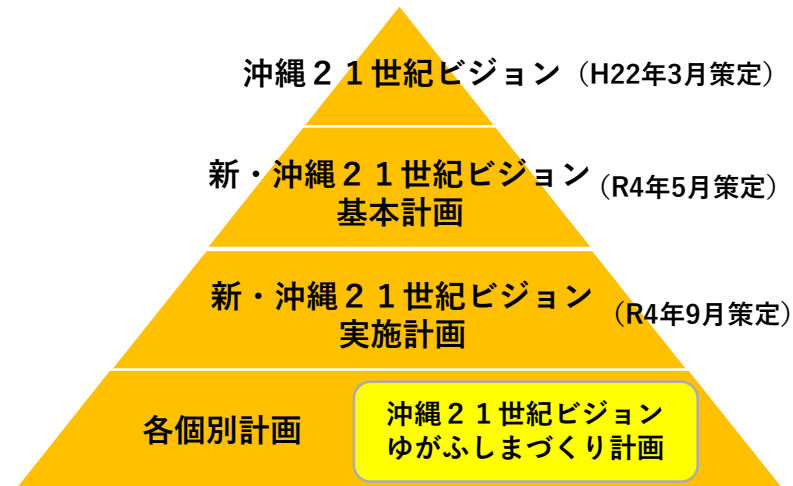 沖縄２１世紀ビジョン（H22年3月策定）
新・沖縄２１世紀ビジョン
基本計画
（R4年5月策定）
新・沖縄２１世紀ビジョン
実施計画
（R4年9月策定）
各個別計画
沖縄２１世紀ビジョン
ゆがふしまづくり計画